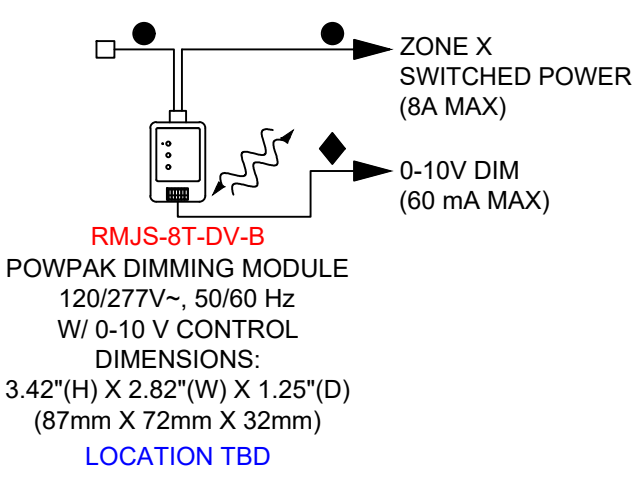 ZONE X
SWITCHED POWER
(8A MAX)
0-10V DIM
(60 mA MAX)
RMJS-8T-DV-B
POWPAK DIMMING MODULE
120/277V~, 50/60 Hz
W/ 0-10 V CONTROL
DIMENSIONS:
3.42"(H) X 2.82"(W) X 1.25"(D)
(87mm X 72mm X 32mm)
LOCATION TBD